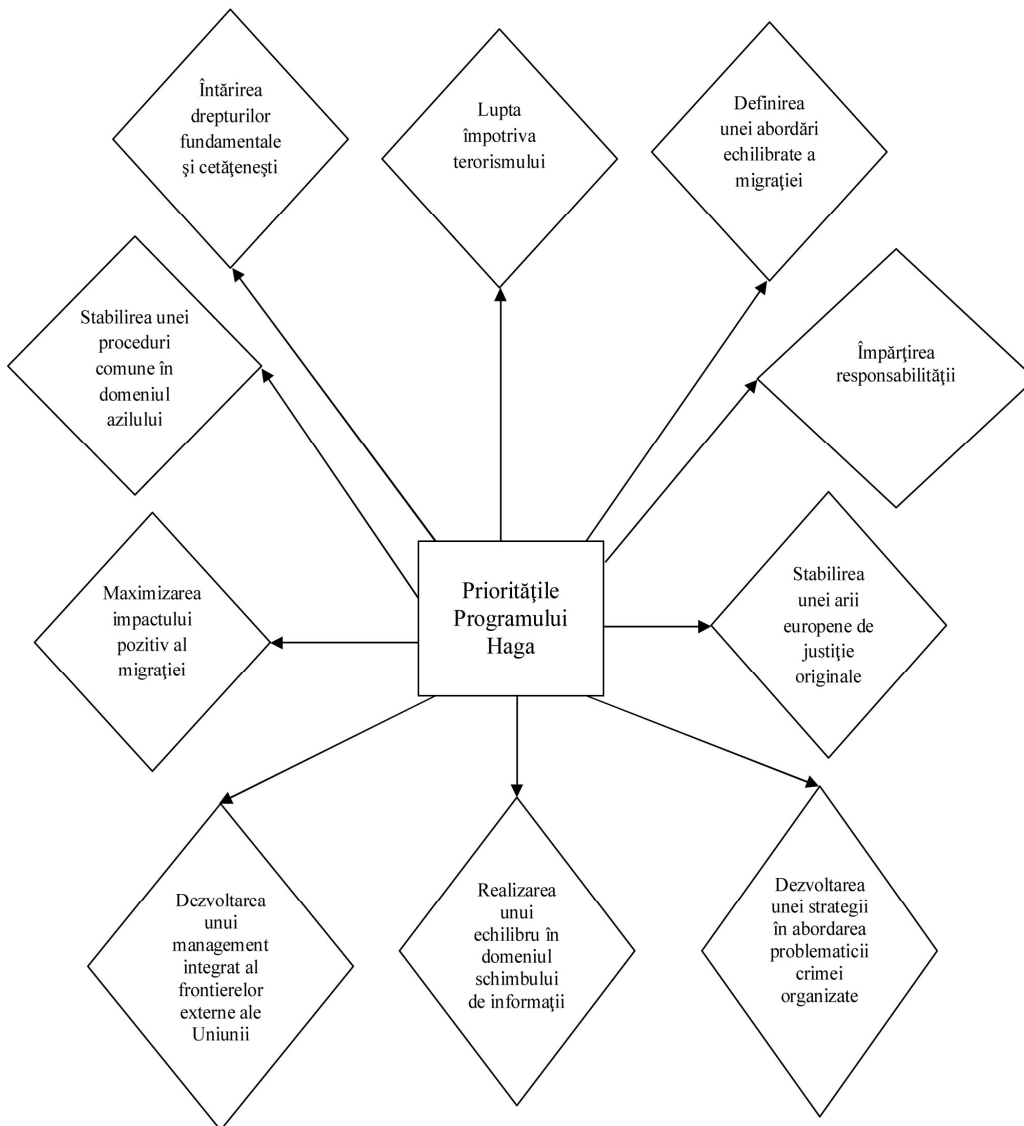 Întărirea
drepturilor
fundamentale
şi cetăţeneşti
Lupta
împotriva
terorismului
Definirea
unei abordări
echilibrate a
migraţiei
Stabilirea unei
proceduri
comune în
domeniul
azilului
Împărţirea
responsabilităţii
Prioritățile
Programului
Haga
Maximizarea
impactului
pozitiv al
migraţiei
Stabilirea
unei arii
europene de
justiţie
originale
Dezvoltarea
unui
management
integrat al
frontierelor
externe ale
Uniunii
Realizarea
unui
echilibru în
domeniul
schimbului
de informaţii
Dezvoltarea
unei strategii
în abordarea
problematicii
crimei
organizate